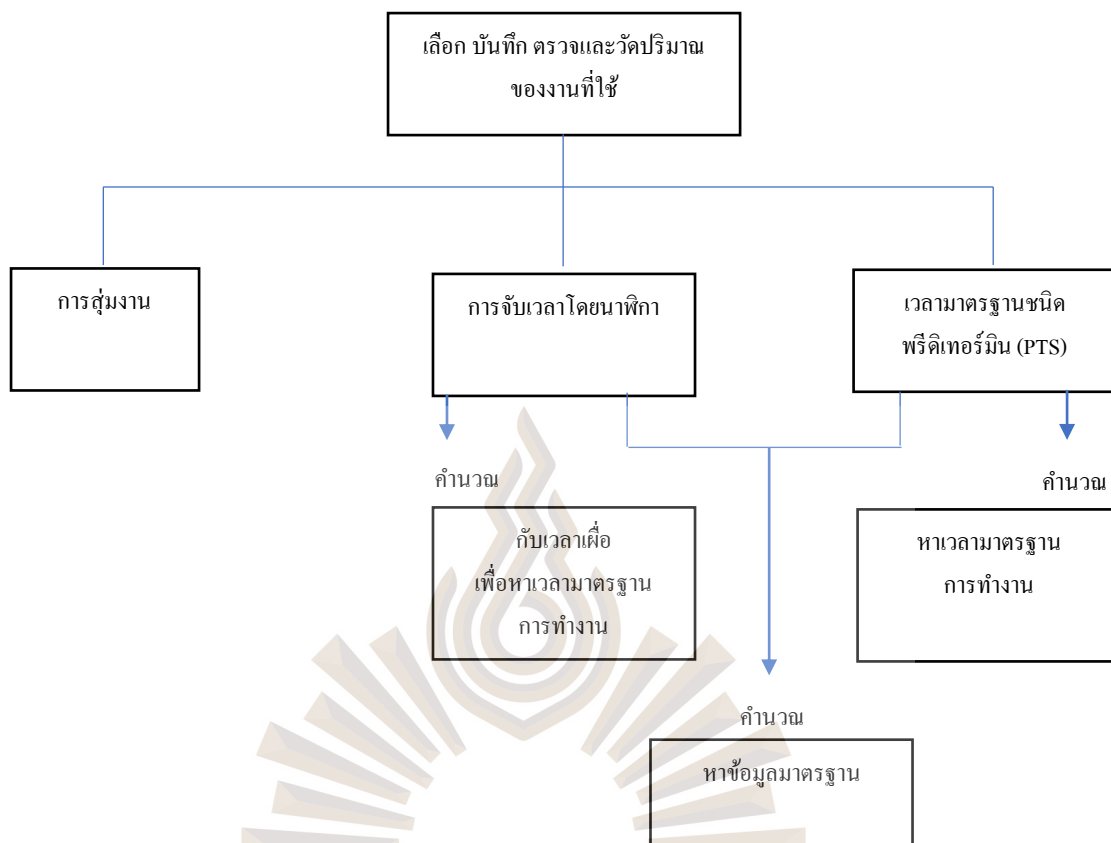 เลือก บันทึก ตรวจและวัดปริมาณ
ของงานที่ใช้
การสุ่มงาน
การจับเวลาโดยนาฬิกา
เวลามาตรฐานชนิด
พรีดิเทอร์มิน (PTS)
คำนวณ
คำนวณ
กับเวลาเผื่อ
เพื่อหาเวลามาตรฐาน
การทำงาน
หาเวลามาตรฐาน
การทำงาน
คำนวณ
หาข้อมูลมาตรฐาน